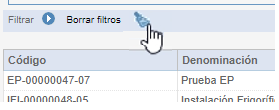 Filtrar Borrar filtros
Código Denominación
EP-00000047-07 Prueba EP
IFI-00000048-05 Instalación Frigorífi